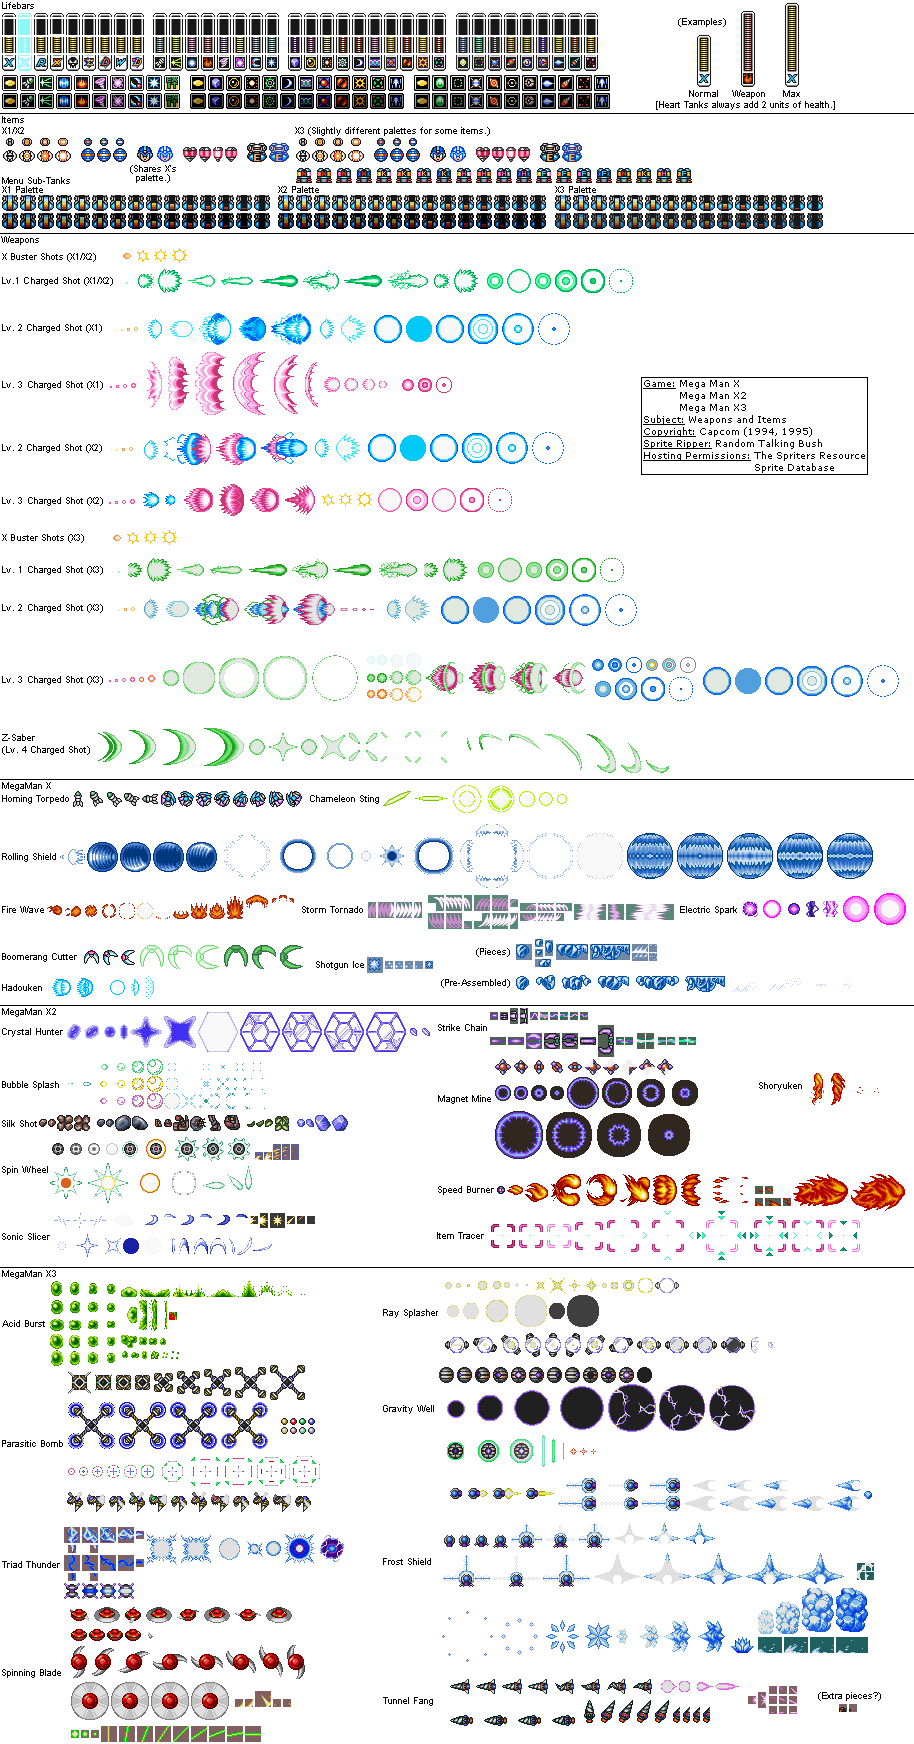 Lifebars
(Examples)
Normal
Weapon
Max
[Heart Tanks always add 2 units of health.]
Items
X1/X2
X3 (Slightly different palettes for some items.)
(Shares X's
palette.)
Menu Sub-Tanks
X1 Palette
X2 Palette
X3 Palette
Weapons
X Buster Shots (X1/X2)
Lv.1 Charged Shot (X1/X2)
Lv. 2 Charged Shot (X1)
Lv. 3 Charged Shot (X1)
Game: Mega Man X
Mega Man X2
Mega Man X3
Subject: Weapons and Items
Copyright: Capcom (1994, 1995)
Sprite Ripper: Random Talking Bush
Hosting Permissions: The Spriters Resource
Sprite Database
Lv. 2 Charged Shot (X2)
Lv. 3 Charged Shot (X2)
X Buster Shots (X3)
Lv. 1 Charged Shot (X3)
Lv. 2 Charged Shot (X3)
Lv. 3 Charged Shot (X3)
Z-Saber
(Lv. 4 Charged Shot)
MegaMan X
Homing Torpedo
Chameleon Sting
Rolling Shield
Fire Wave
Storm Tornado
Electric Spark
Boomerang Cutter
Shotgun Ice
(Pieces)
(Pre-Assembled)
Hadouken
MegaMan X2
Crystal Hunter
Strike Chain
Bubble Splash
Magnet Mine
Shoryuken
Silk Shot
Spin Wheel
Speed Burner
Sonic Slicer
Item Tracer
MegaMan X3
Acid Burst
Ray Splasher
Gravity Well
Parasitic Bomb
Triad Thunder
Frost Shield
Spinning Blade
Tunnel Fang
(Extra pieces?)